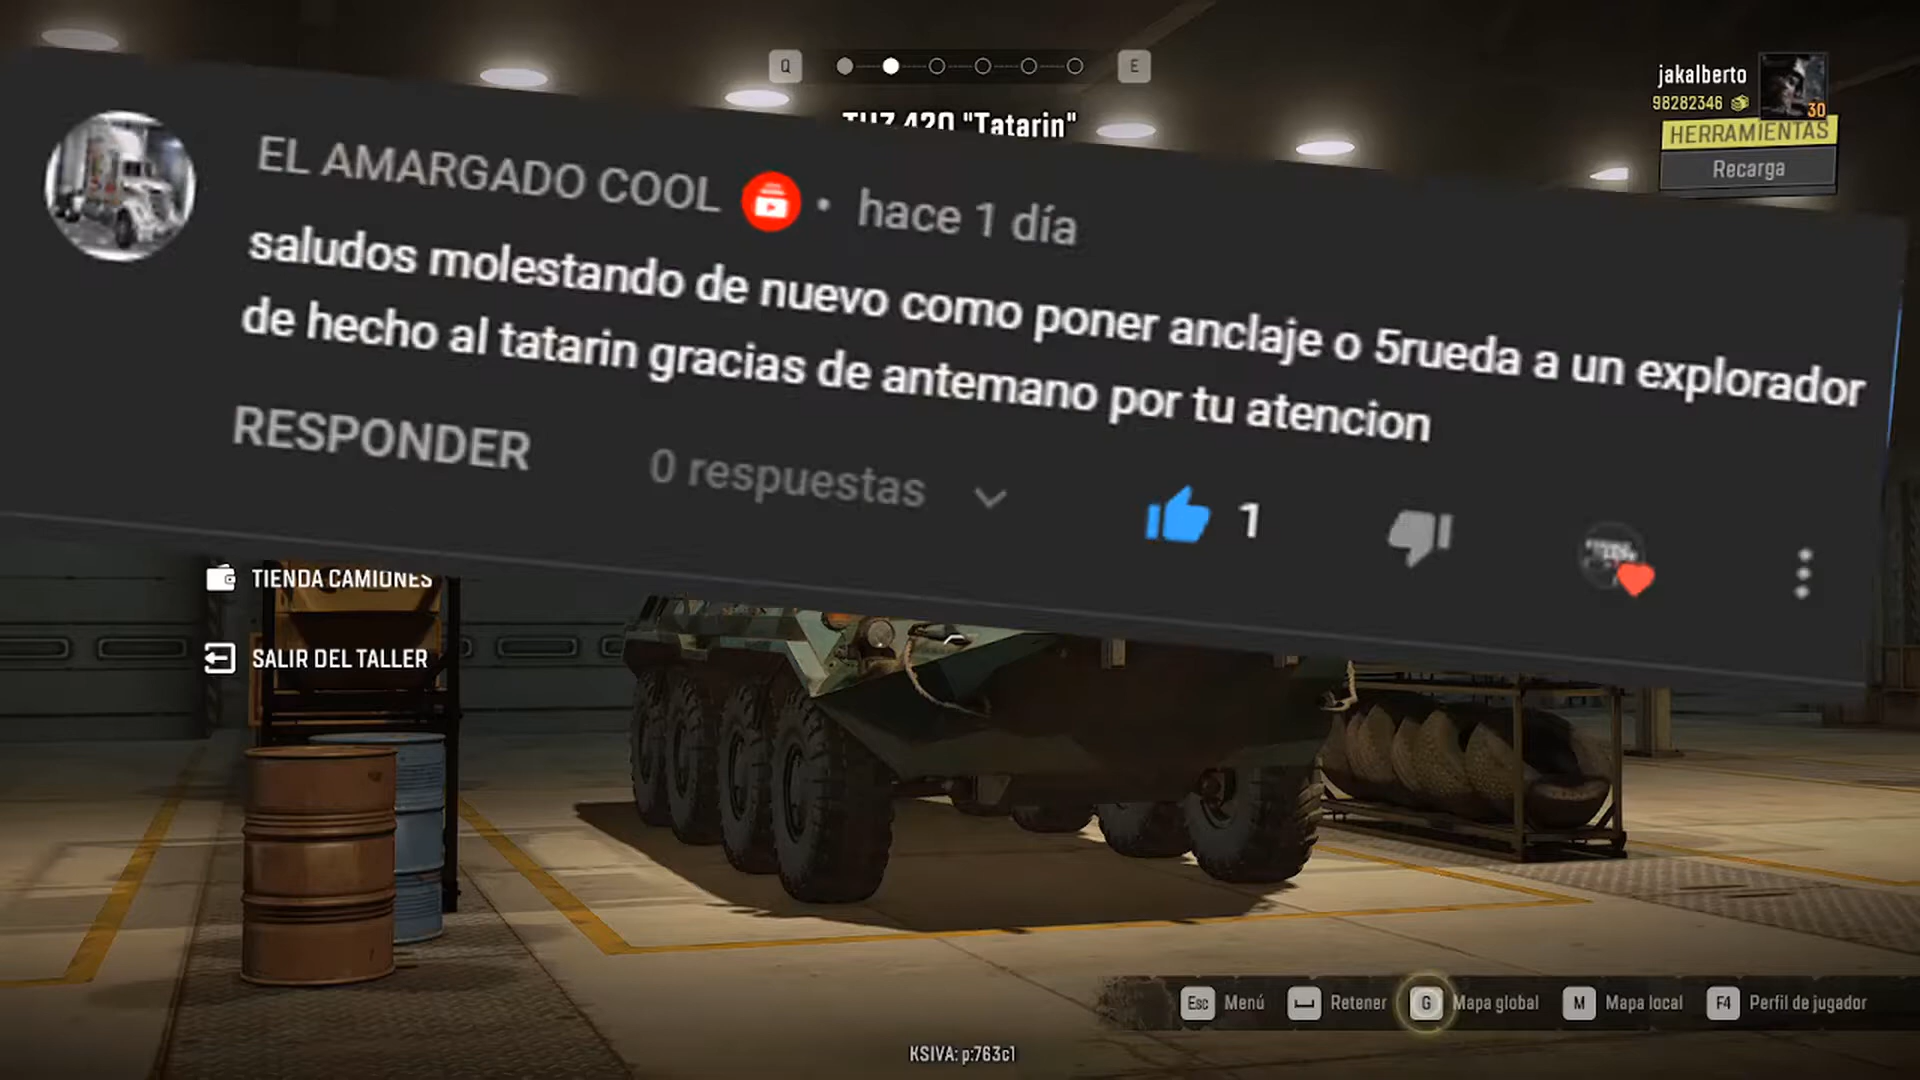 Q
E
TUZ 420 "Tatarin"
jakalberto
98282346
30
HERRAMIENTAS
Recarga
EL AMARGADO COOL • hace 1 día
saludos molestando de nuevo como poner anclaje o 5rueda a un explorador
de hecho al tatarin gracias de antemano por tu atencion
RESPONDER
0 respuestas
1
TIENDA CAMIONES
SALIR DEL TALLER
Esc Menú
Retener
G Mapa global
M Mapa local
F4 Perfil de jugador
KSIVA: p:763c1